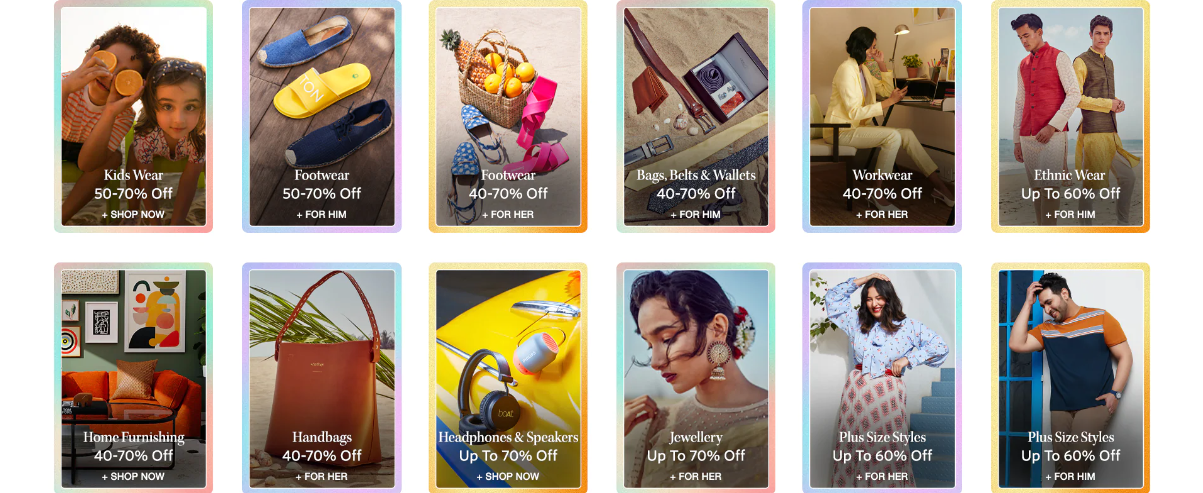 Kids Wear
50-70% Off
+ SHOP NOW
ON
Footwear
50-70% Off
+ FOR HIM
Footwear
40-70% Off
+ FOR HER
Bags, Belts & Wallets
40-70% Off
+ FOR HIM
Workwear
40-70% Off
+ FOR HER
Ethnic Wear
Up To 60% Off
+ FOR HIM
Home Furnishing
40-70% Off
+ SHOP NOW
Handbags
40-70% Off
+ FOR HER
boAt
Headphones & Speakers
Up To 70% Off
+ SHOP NOW
Jewellery
Up To 70% Off
+ FOR HER
Plus Size Styles
Up To 60% Off
+ FOR HER
Plus Size Styles
Up To 60% Off
+ FOR HIM